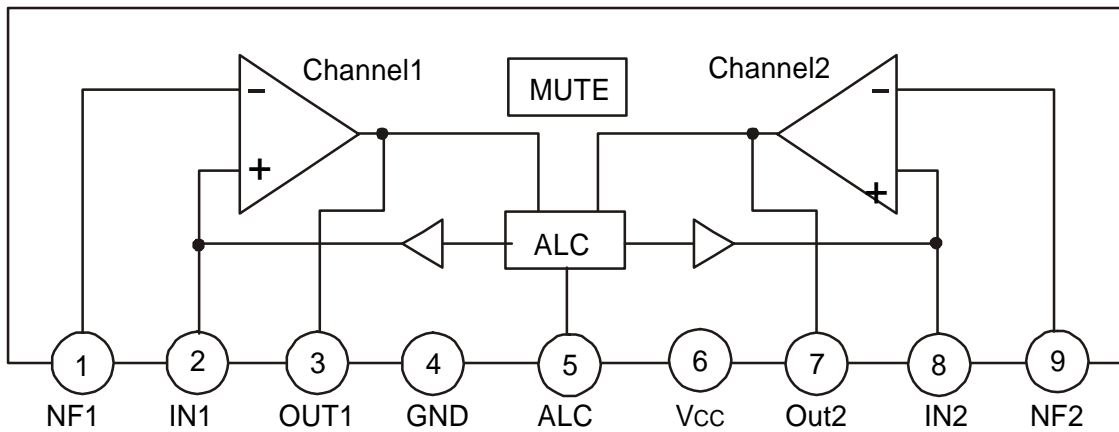 Channel1
MUTE
Channel2
−
−
+
+
ALC
1 2 3 4 5 6 7 8 9
NF1 IN1 OUT1 GND ALC VCC Out2 IN2 NF2